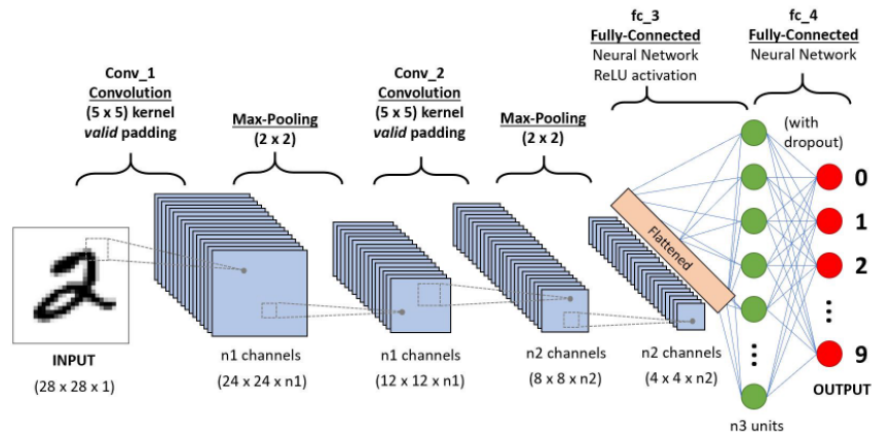 Conv_1
Convolution
(5 x 5) kernel
valid padding
Max-Pooling
(2 x 2)
Conv_2
Convolution
(5 x 5) kernel
valid padding
Max-Pooling
(2 x 2)
fc_3
Fully-Connected
Neural Network
ReLU activation
fc_4
Fully-Connected
Neural Network
(with
dropout)
2
INPUT
(28 x 28 x 1)
n1 channels
(24 x 24 x n1)
n1 channels
(12 x 12 x n1)
n2 channels
(8 x 8 x n2)
n2 channels
(4 x 4 x n2)
Flattened
n3 units
0
1
2
9
OUTPUT